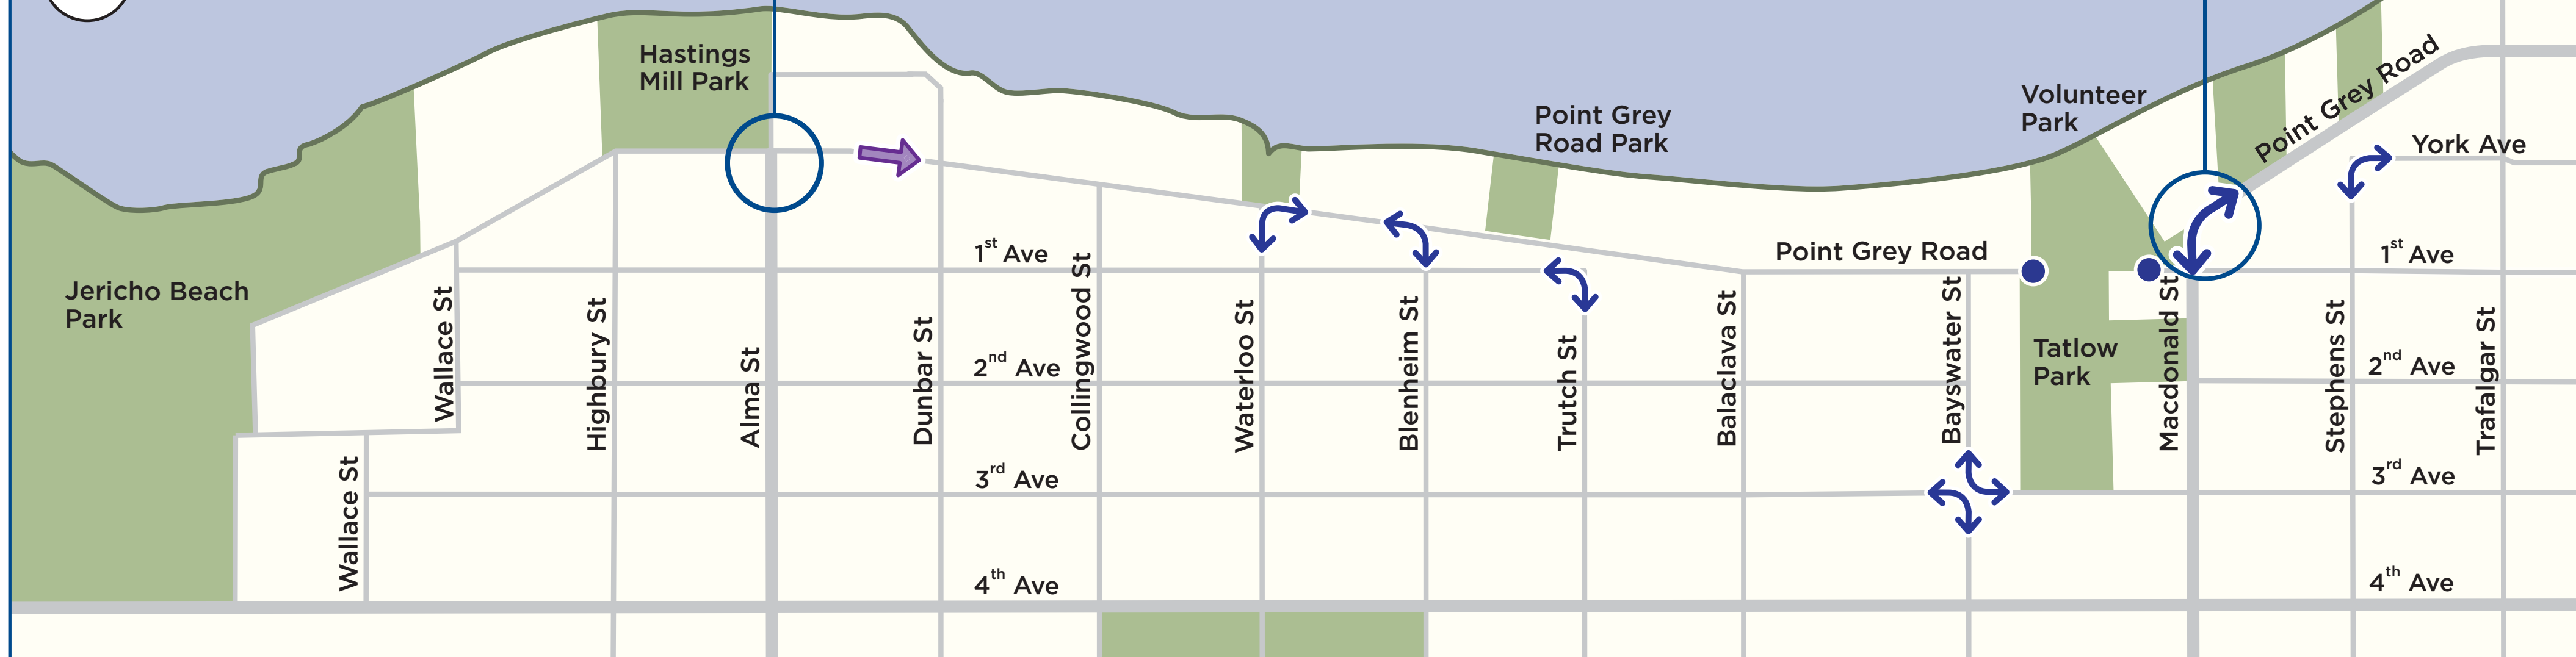 Hastings
Mill Park
Point Grey
Road Park
Volunteer
Park
Point Grey Road
York Ave
Jericho Beach
Park
1st Ave
Point Grey Road
1st Ave
2nd Ave
Tatlow
Park
2nd Ave
3rd Ave
3rd Ave
4th Ave
4th Ave
Wallace St
Wallace St
Highbury St
Alma St
Dunbar St
Collingwood St
Waterloo St
Blenheim St
Trutch St
Balaclava St
Bayswater St
Macdonald St
Stephens St
Trafalgar St